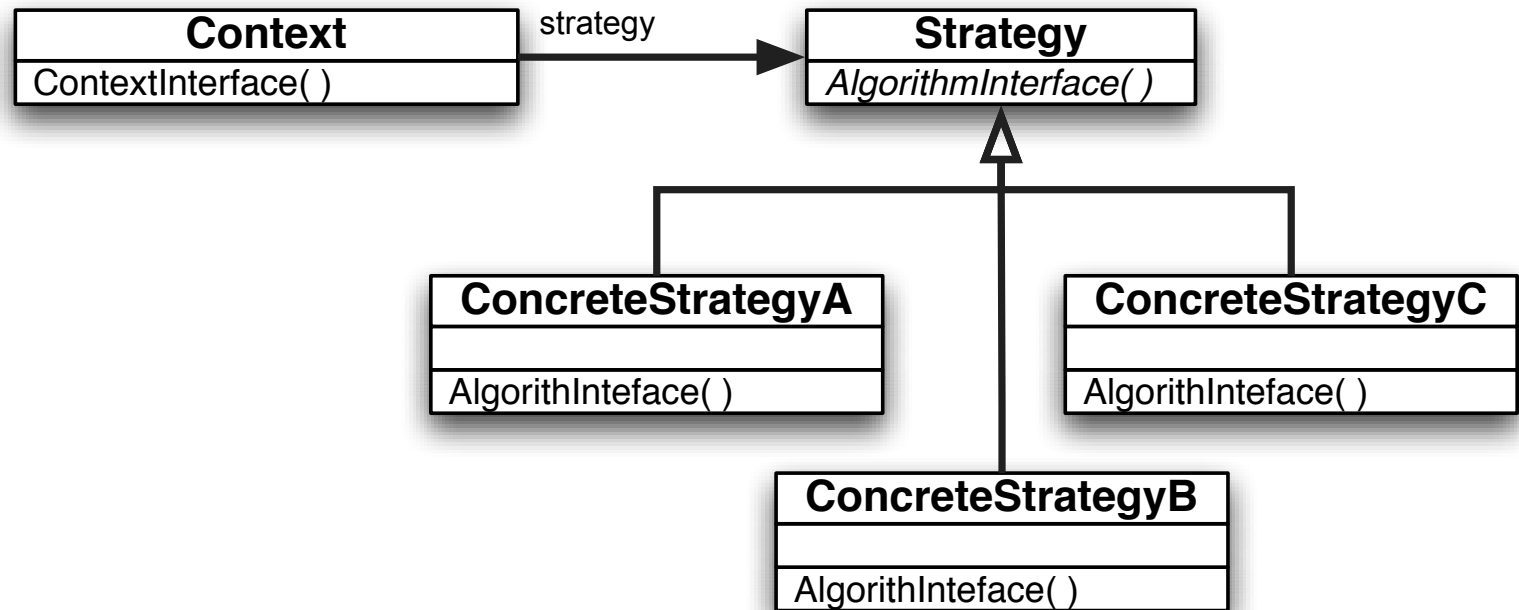 Context
ContextInterface( )
strategy
Strategy
AlgorithmInterface( )
ConcreteStrategyA
AlgorithInteface( )
ConcreteStrategyC
AlgorithInteface( )
ConcreteStrategyB
AlgorithInteface( )